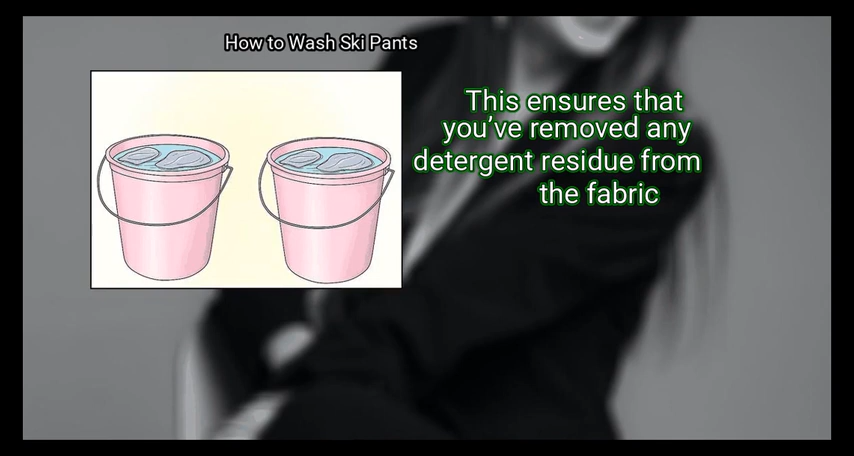 How to Wash Ski Pants
This ensures that
you've removed any
detergent residue from
the fabric